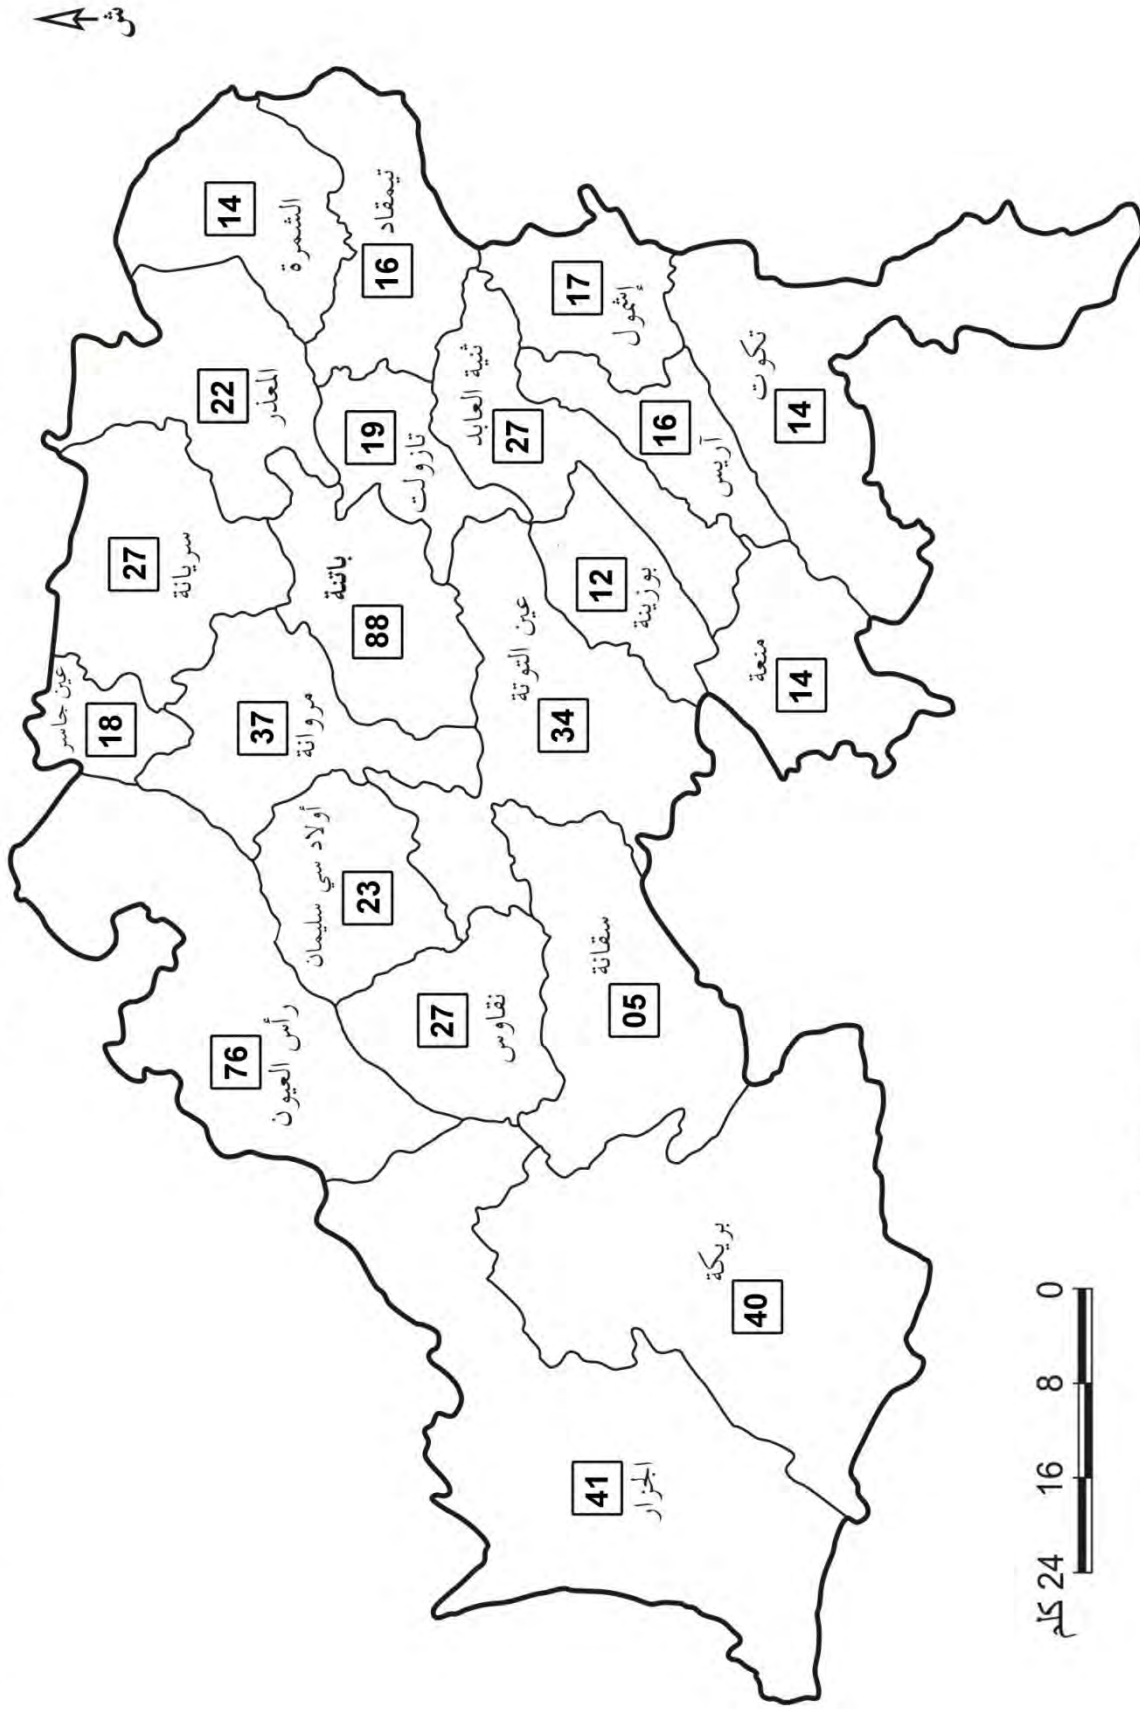 ش
عين جاسر
18
سريانة
27
المعذر
22
الشمرة
14
تيمقاد
16
مروانة
37
باتنة
88
تازولت
19
ثنية العابد
27
إشمول
17
رأس العيون
76
أولاد سي سليمان
23
نقاوس
27
عين التوتة
34
بوزينة
12
آريس
16
تكوت
14
سقانة
05
منعة
14
الجزار
41
بريكة
40
0
8
16
24 كلم